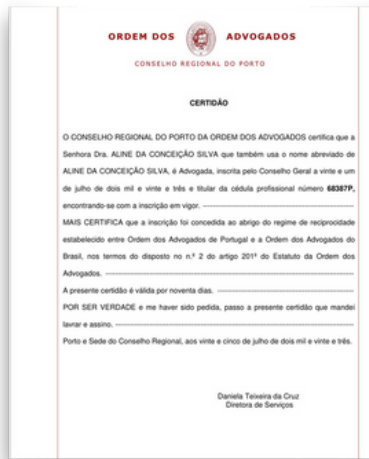 ORDEM DOS ADVOGADOS
CONSELHO REGIONAL DO PORTO
CERTIDÃO
O CONSELHO REGIONAL DO PORTO DA ORDEM DOS ADVOGADOS certifica que a
Senhora Dra. ALINE DA CONCEIÇÃO SILVA que também usa o nome abreviado de
ALINE DA CONCEIÇÃO SILVA, é Advogada, inscrita pelo Conselho Geral a vinte e um
de julho de dois mil e vinte e três e titular da cédula profissional número 68387P,
encontrando-se com a inscrição em vigor. ------------------------------------------------
MAIS CERTIFICA que a inscrição foi concedida ao abrigo do regime de reciprocidade
estabelecido entre Ordem dos Advogados de Portugal e a Ordem dos Advogados do
Brasil, nos termos do disposto no n.º 2 do artigo 201º do Estatuto da Ordem dos
Advogados. ------------------------------------------------
A presente certidão é válida por noventa dias. ------------------------------------------------
POR SER VERDADE e me haver sido pedida, passo a presente certidão que mandei
lavrar e assino. ------------------------------------------------
Porto e Sede do Conselho Regional, aos vinte e cinco de julho de dois mil e vinte e três.
Daniela Teixeira da Cruz
Diretora de Serviços